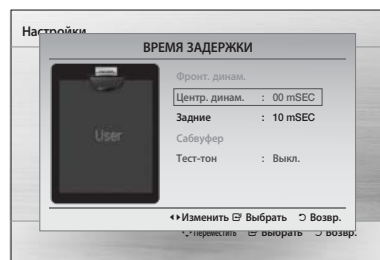 Настройки
ВРЕМЯ ЗАДЕРЖКИ
Фронт. динам.
Центр. динам. : 00 mSEC
Задние : 10 mSEC
User
Сабвуфер
Тест-тон : Выкл.
Изменить Выбрать Возвр.
Переместить Выбрать Возвр.